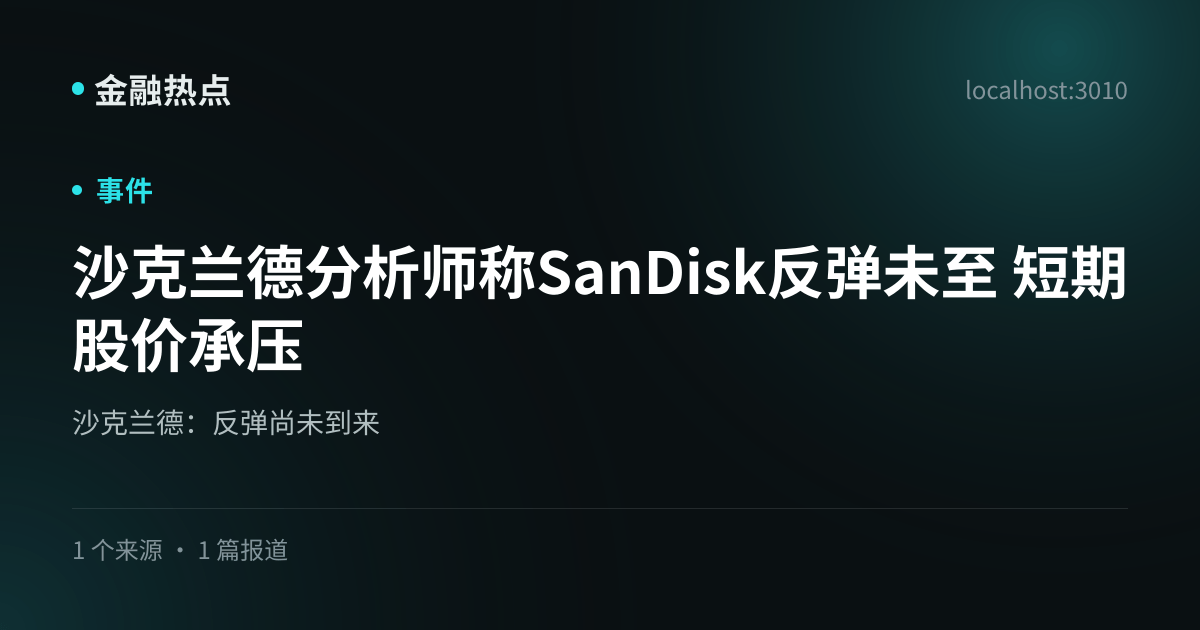 金融热点
localhost:3010
事件
沙克兰德分析师称SanDisk反弹未至 短期
股价承压
沙克兰德：反弹尚未到来
1 个来源 · 1 篇报道